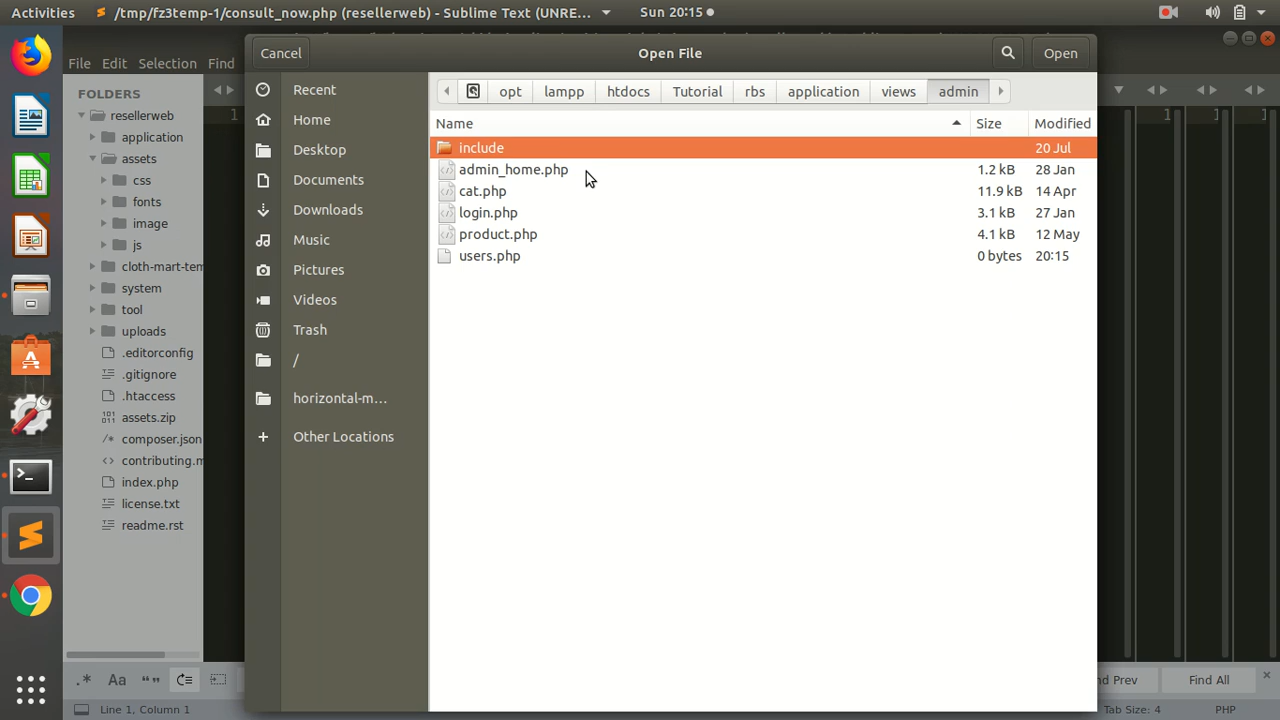 Activities
/tmp/fz3temp-1/consult_now.php (resellerweb) - Sublime Text (UNRE...
Sun 20:15
File Edit Selection Find
Cancel
Open File
Open
FOLDERS
resellerweb
application
assets
css
fonts
image
js
cloth-mart-tem
system
tool
uploads
.editorconfig
.gitignore
.htaccess
assets.zip
composer.json
contributing.m
index.php
license.txt
readme.rst
Recent
Home
Desktop
Documents
Downloads
Music
Pictures
Videos
Trash
/
horizontal-m...
Other Locations
opt lampp htdocs Tutorial rbs application views admin
Name Size Modified
include 20 Jul
admin_home.php 1.2 kB 28 Jan
cat.php 11.9 kB 14 Apr
login.php 3.1 kB 27 Jan
product.php 4.1 kB 12 May
users.php 0 bytes 20:15
1 1 1 1
.* Aa “” nd Prev Find All
Line 1, Column 1 Tab Size: 4 PHP